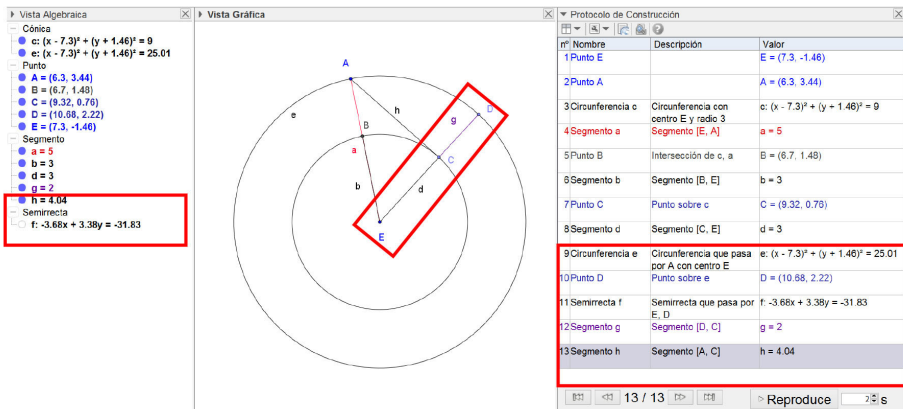 Vista Algebraica
Cónica
c: (x - 7.3)² + (y + 1.46)² = 9
e: (x - 7.3)² + (y + 1.46)² = 25.01
Punto
A = (6.3, 3.44)
B = (6.7, 1.48)
C = (9.32, 0.76)
D = (10.68, 2.22)
E = (7.3, -1.46)
Segmento
a = 5
b = 3
d = 3
g = 2
h = 4.04
Semirrecta
f: -3.68x + 3.38y = -31.83
Vista Gráfica
A
D
e
h
g
B
a
C
b
d
E
Protocolo de Construcción
nº Nombre Descripción Valor
1 Punto E E = (7.3, -1.46)
2 Punto A A = (6.3, 3.44)
3 Circunferencia c Circunferencia con c: (x - 7.3)² + (y + 1.46)² = 9
centro E y radio 3
4 Segmento a Segmento [E, A] a = 5
5 Punto B Intersección de c, a B = (6.7, 1.48)
6 Segmento b Segmento [B, E] b = 3
7 Punto C Punto sobre c C = (9.32, 0.76)
8 Segmento d Segmento [C, E] d = 3
9 Circunferencia e Circunferencia que pasa e: (x - 7.3)² + (y + 1.46)² = 25.01
por A con centro E
10 Punto D Punto sobre e D = (10.68, 2.22)
11 Semirrecta f Semirrecta que pasa por f: -3.68x + 3.38y = -31.83
E, D
12 Segmento g Segmento [D, C] g = 2
13 Segmento h Segmento [A, C] h = 4.04
13 / 13 Reproduce 2 s